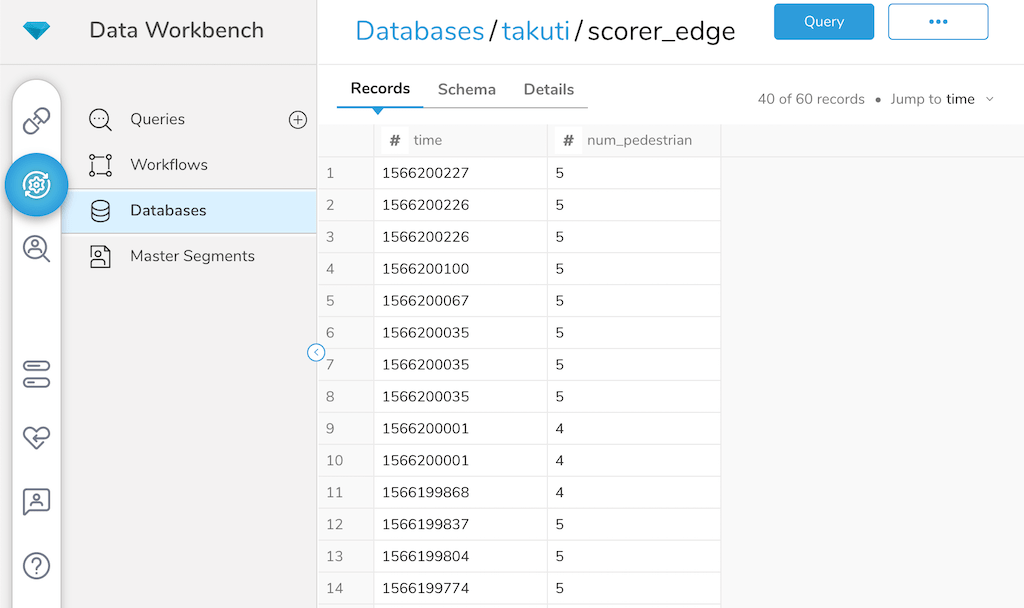 Data Workbench
Queries
Workflows
Databases
Master Segments
Databases/takuti/scorer_edge
Query
•••
Records Schema Details
40 of 60 records • Jump to time
# time # num_pedestrian
1 1566200227 5
2 1566200226 5
3 1566200226 5
4 1566200100 5
5 1566200067 5
6 1566200035 5
7 1566200035 5
8 1566200035 5
9 1566200001 4
10 1566200001 4
11 1566199868 4
12 1566199837 5
13 1566199804 5
14 1566199774 5